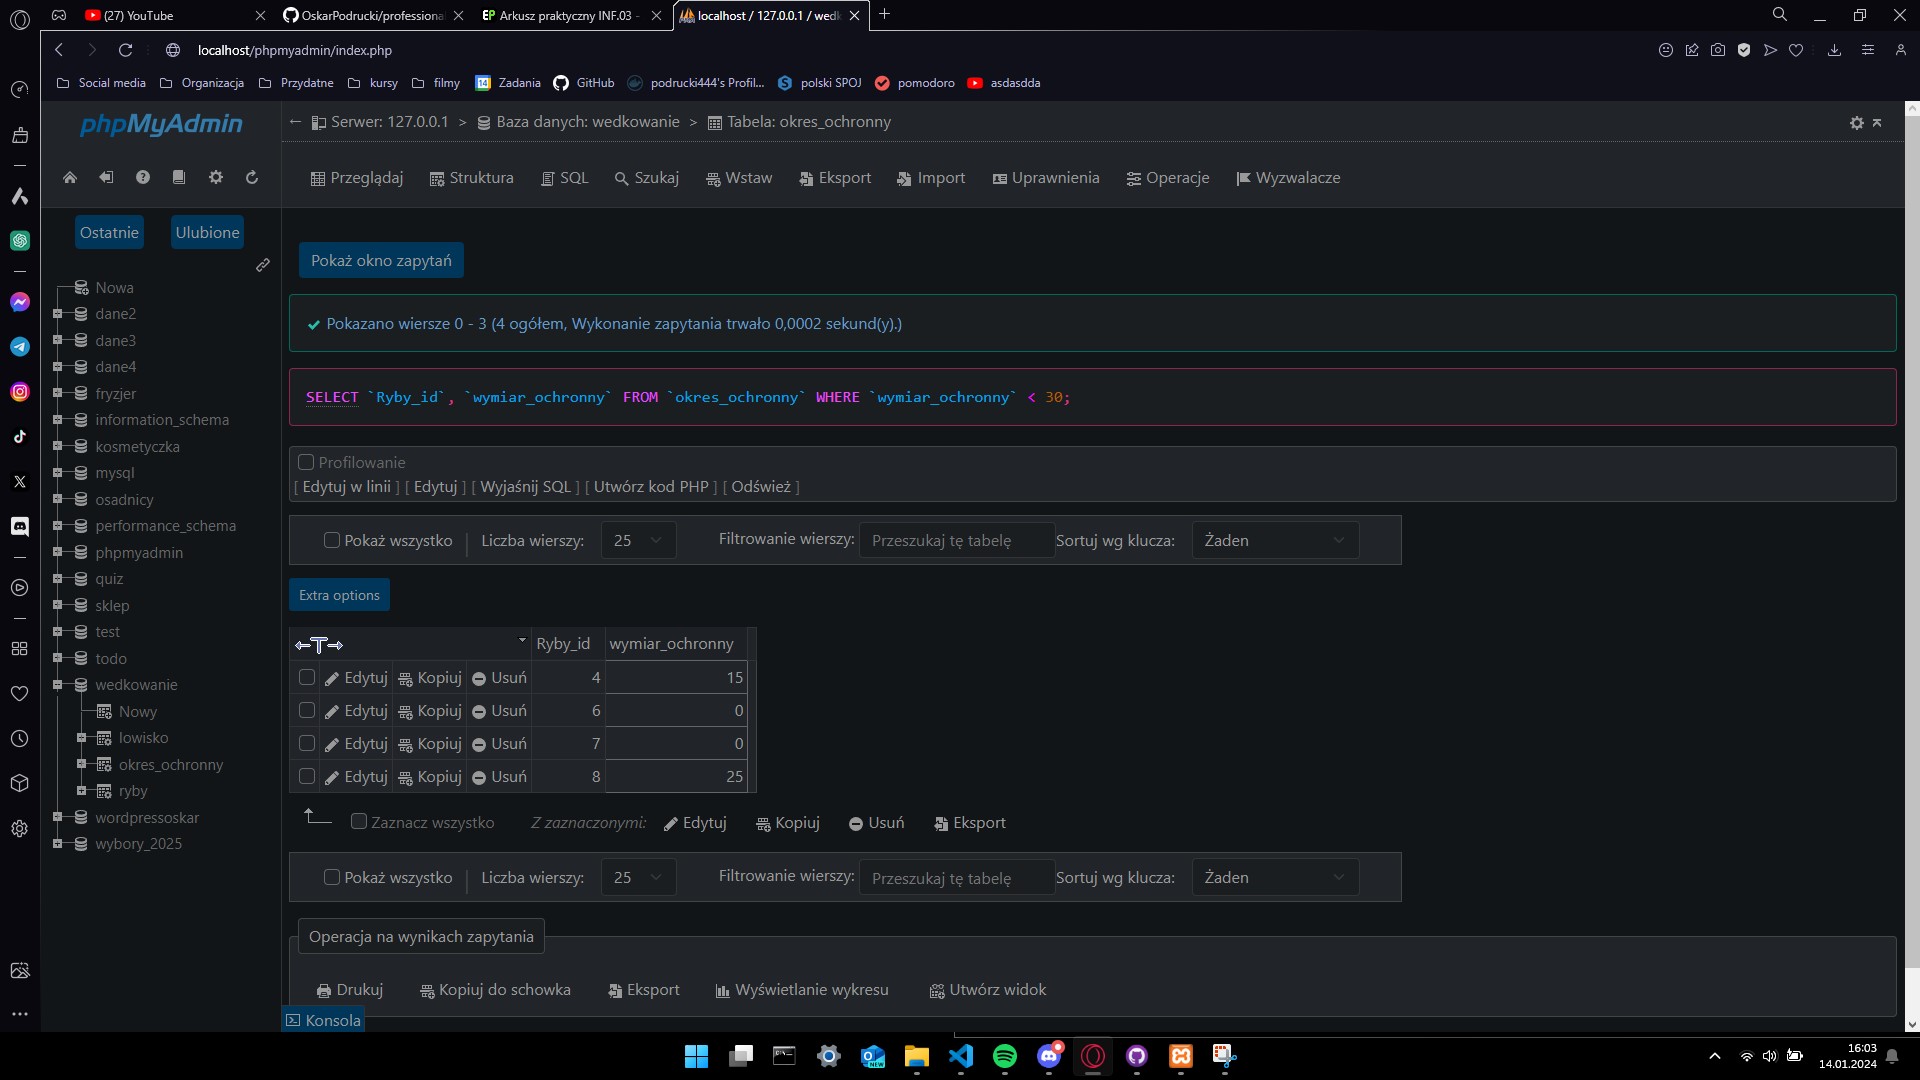 (27) YouTube
OskarPodrucki/professiona
Arkusz praktyczny INF.03 -
localhost / 127.0.0.1 / wedk
localhost/phpmyadmin/index.php
Social media
Organizacja
Przydatne
kursy
filmy
Zadania
GitHub
podrucki444's Profil...
polski SPOJ
pomodoro
asdasdda
phpMyAdmin
Ostatnie
Ulubione
Nowa
dane2
dane3
dane4
fryzjer
information_schema
kosmetyczka
mysql
osadnicy
performance_schema
phpmyadmin
quiz
sklep
test
todo
wedkowanie
Nowy
lowisko
okres_ochronny
ryby
wordpressoskar
wybory_2025
← Serwer: 127.0.0.1 > Baza danych: wedkowanie > Tabela: okres_ochronny
Przeglądaj
Struktura
SQL
Szukaj
Wstaw
Eksport
Import
Uprawnienia
Operacje
Wyzwalacze
Pokaż okno zapytań
Pokazano wiersze 0 - 3 (4 ogółem, Wykonanie zapytania trwało 0,0002 sekund(y).)
SELECT `Ryby_id`, `wymiar_ochronny` FROM `okres_ochronny` WHERE `wymiar_ochronny` < 30;
Profilowanie
[ Edytuj w linii ] [ Edytuj ] [ Wyjaśnij SQL ] [ Utwórz kod PHP ] [ Odśwież ]
Pokaż wszystko | Liczba wierszy: 25 Filtrowanie wierszy: Przeszukaj tę tabelę Sortuj wg klucza: Żaden
Extra options
←T→ Ryby_id wymiar_ochronny
Edytuj Kopiuj Usuń 4 15
Edytuj Kopiuj Usuń 6 0
Edytuj Kopiuj Usuń 7 0
Edytuj Kopiuj Usuń 8 25
Zaznacz wszystko Z zaznaczonymi: Edytuj Kopiuj Usuń Eksport
Pokaż wszystko | Liczba wierszy: 25 Filtrowanie wierszy: Przeszukaj tę tabelę Sortuj wg klucza: Żaden
Operacja na wynikach zapytania
Drukuj Kopiuj do schowka Eksport Wyświetlanie wykresu Utwórz widok
Konsola
16:03
14.01.2024